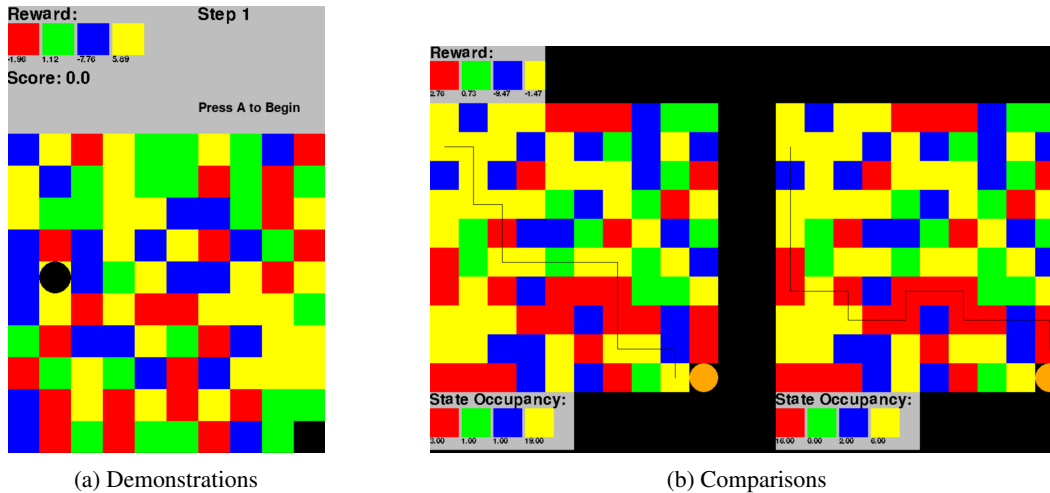 Reward:
Step 1
-1.96 1.12 -7.76 5.89
Score: 0.0
Press A to Begin
(a) Demonstrations
Reward:
2.76 0.73 -9.47 -1.47
State Occupancy:
3.00 1.00 1.00 19.00
State Occupancy:
16.00 0.00 2.00 6.00
(b) Comparisons